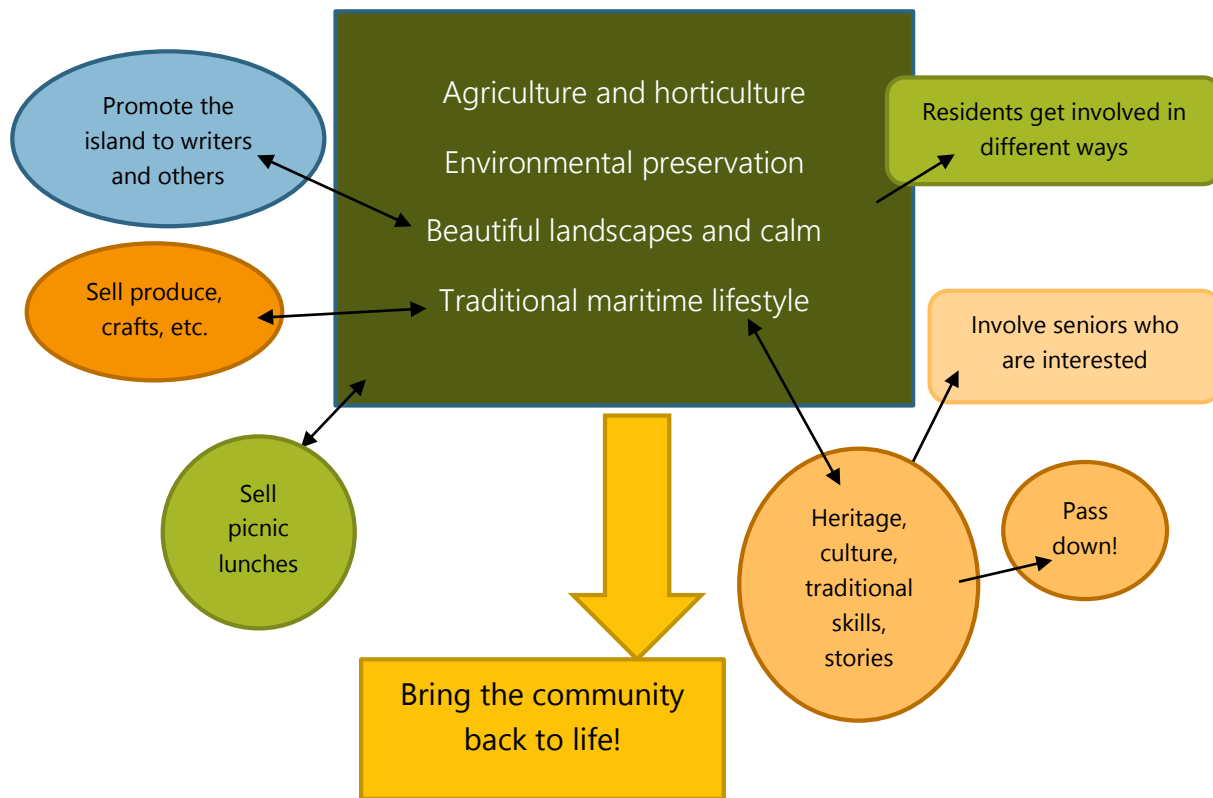 Promote the
island to writers
and others
Agriculture and horticulture
Environmental preservation
Beautiful landscapes and calm
Traditional maritime lifestyle
Residents get involved in
different ways
Sell produce,
crafts, etc.
Involve seniors who
are interested
Sell
picnic
lunches
Heritage,
culture,
traditional
skills,
stories
Pass
down!
Bring the community
back to life!